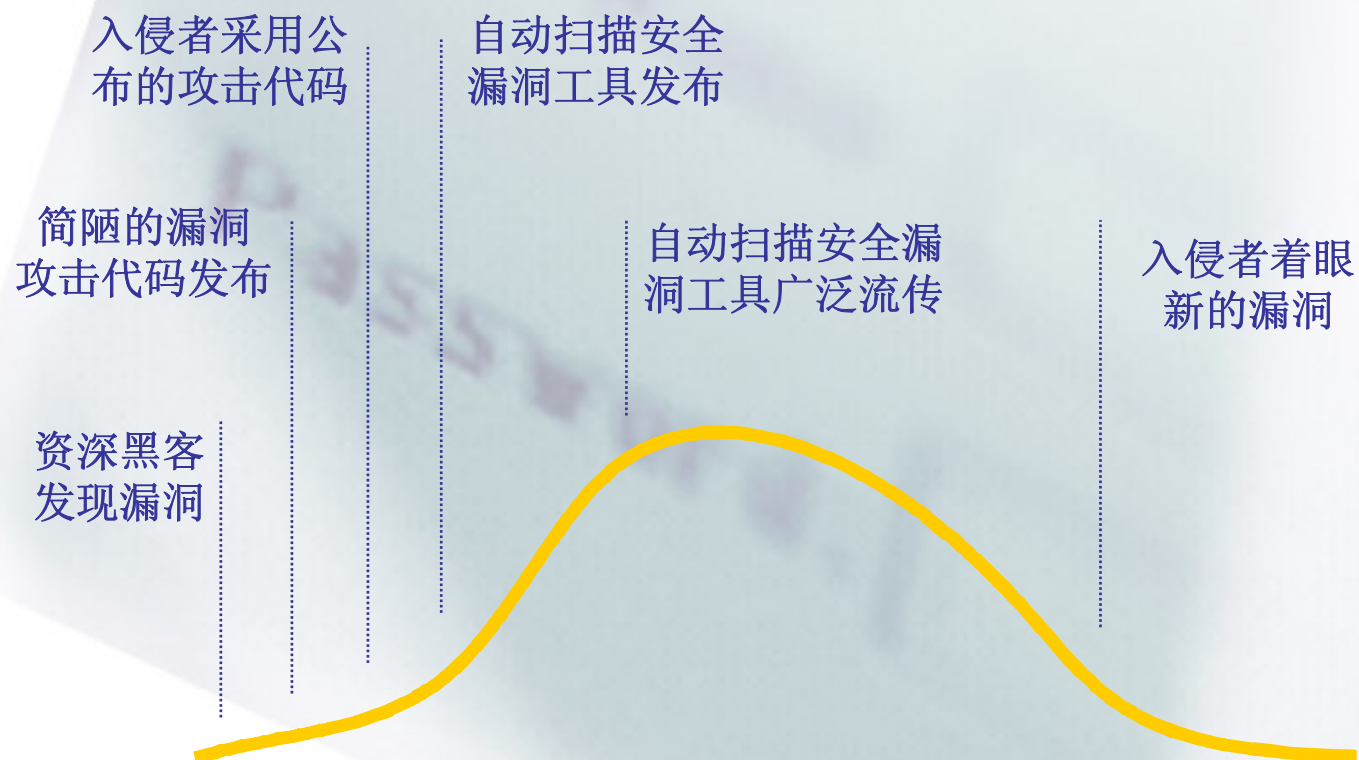 入侵者采用公
布的攻击代码
自动扫描安全
漏洞工具发布
简陋的漏洞
攻击代码发布
自动扫描安全漏
洞工具广泛流传
入侵者着眼
新的漏洞
资深黑客
发现漏洞